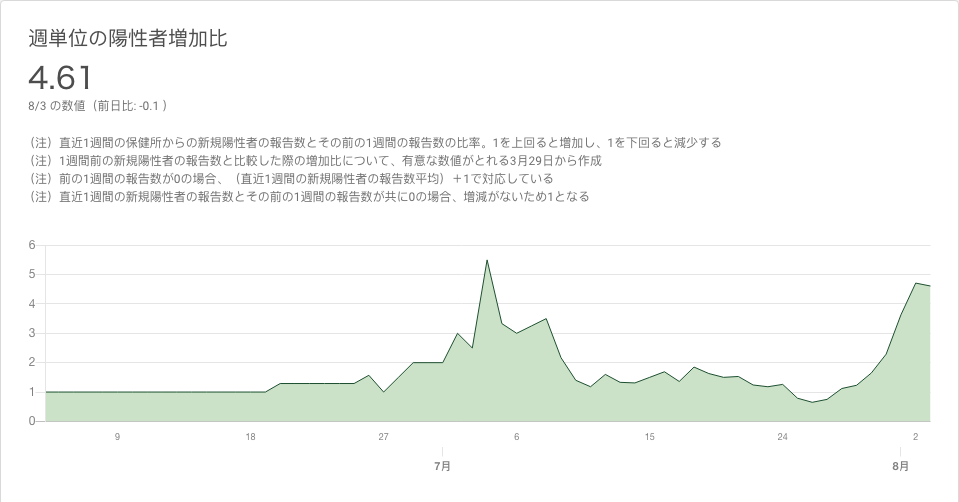 週単位の陽性者増加比
4.61
8/3 の数値（前日比: -0.1 ）
（注）直近1週間の保健所からの新規陽性者の報告数とその前の1週間の報告数の比率。1を上回ると増加し、1を下回ると減少する
（注）1週間前の新規陽性者の報告数と比較した際の増加比について、有意な数値がとれる3月29日から作成
（注）前の1週間の報告数が0の場合、（直近1週間の新規陽性者の報告数平均）＋1で対応している
（注）直近1週間の新規陽性者の報告数とその前の1週間の報告数が共に0の場合、増減がないため1となる
6
5
4
3
2
1
0
9 18 27 6 15 24 2
7月 8月